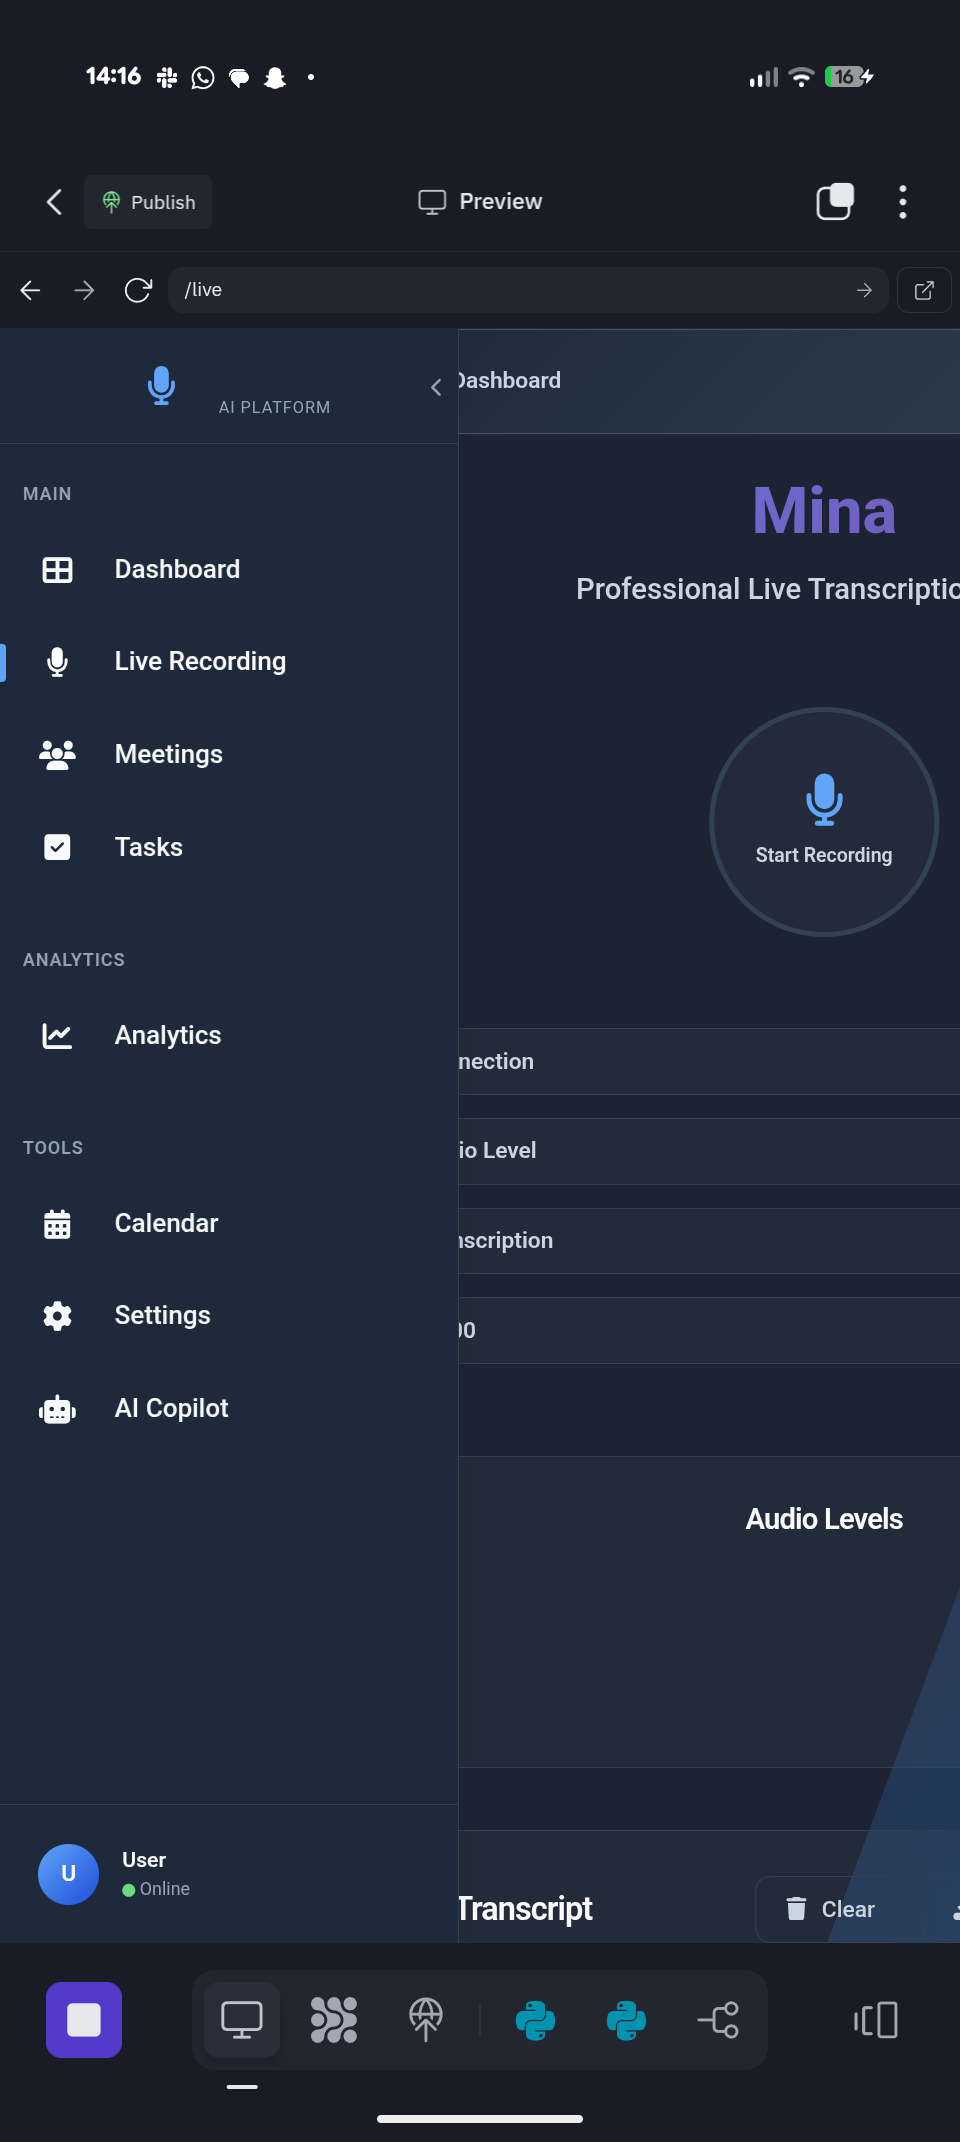 14:16
16
Publish
Preview
/live
AI PLATFORM
Dashboard
MAIN
Mina
Dashboard
Professional Live Transcriptio
Live Recording
Meetings
Tasks
Start Recording
ANALYTICS
Analytics
nection
TOOLS
io Level
Calendar
nscription
Settings
00
AI Copilot
Audio Levels
U
User
Online
Transcript
Clear